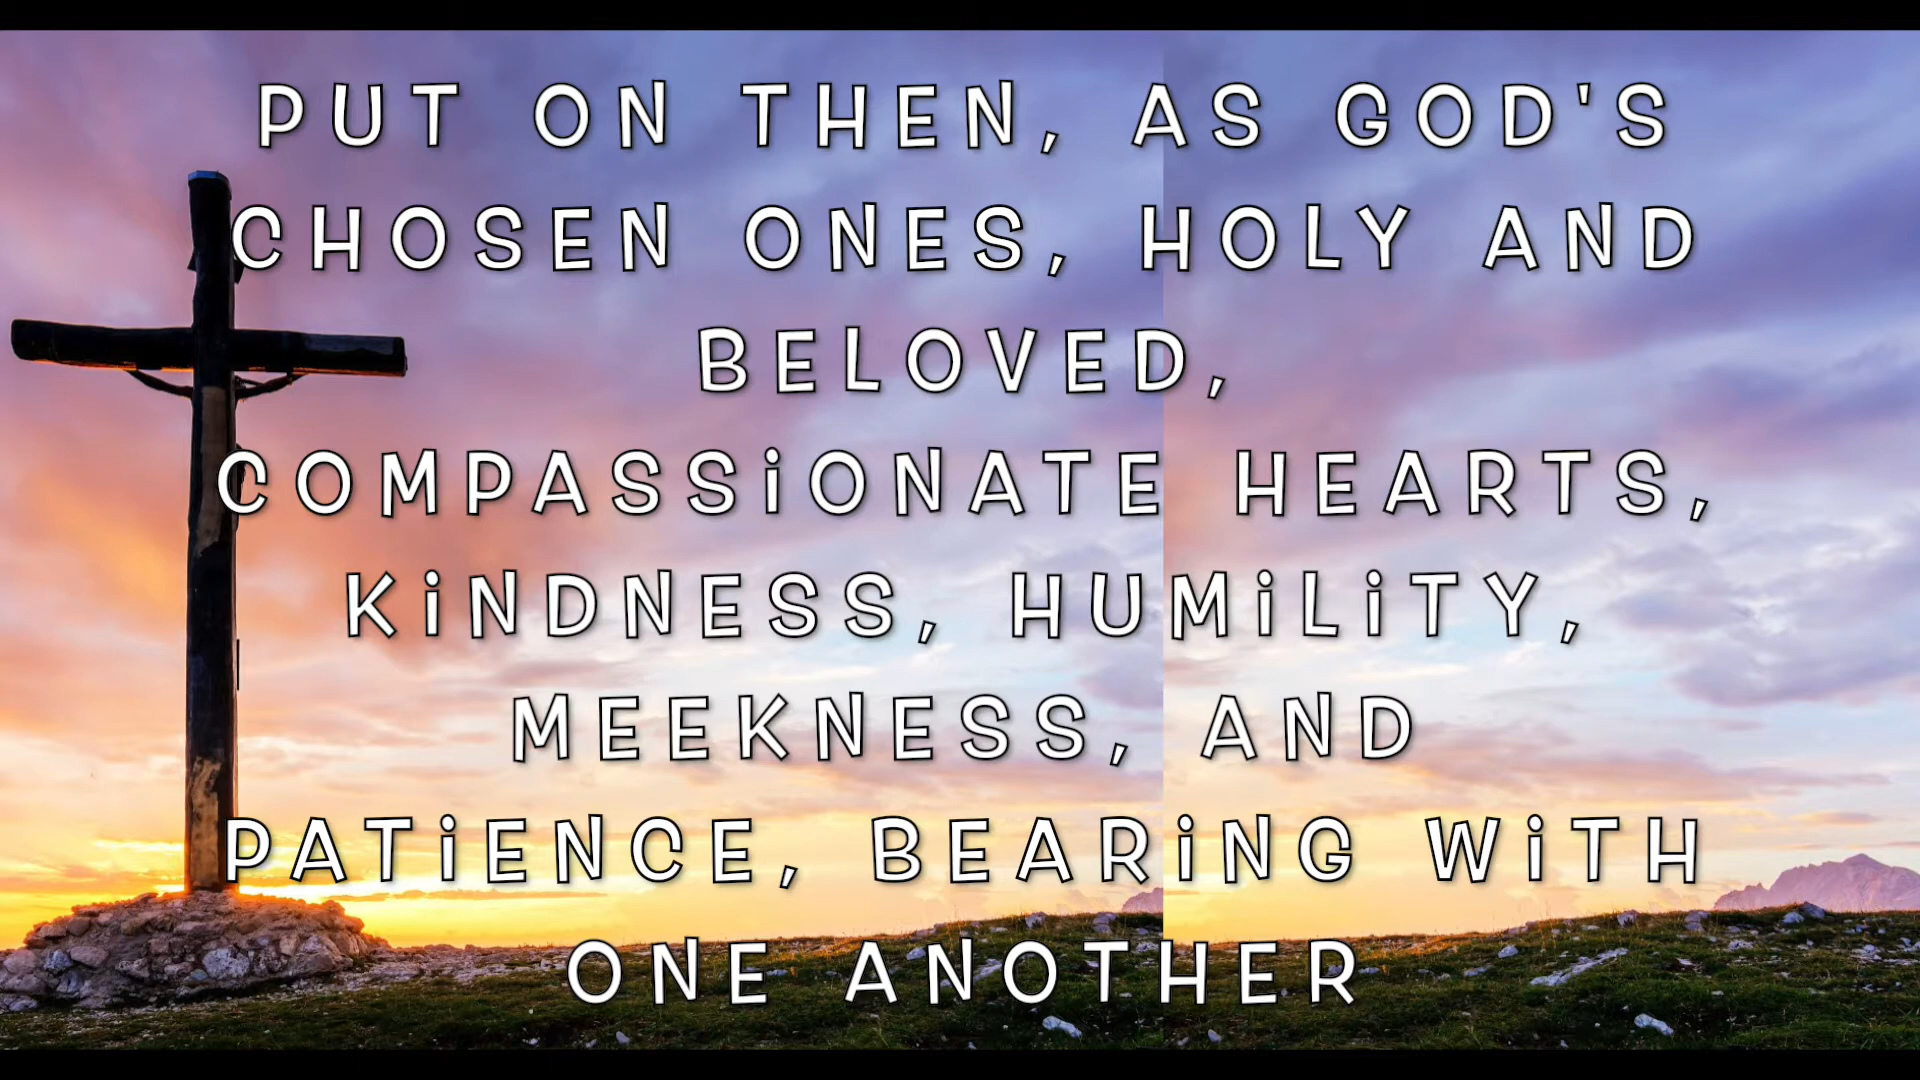 PUT ON THEN, AS GOD'S
CHOSEN ONES, HOLY AND
BELOVED,
COMPASSiONATE HEARTS,
KiNDNESS, HUMiLiTY,
MEEKNESS, AND
PATiENCE, BEARiNG WiTH
ONE ANOTHER